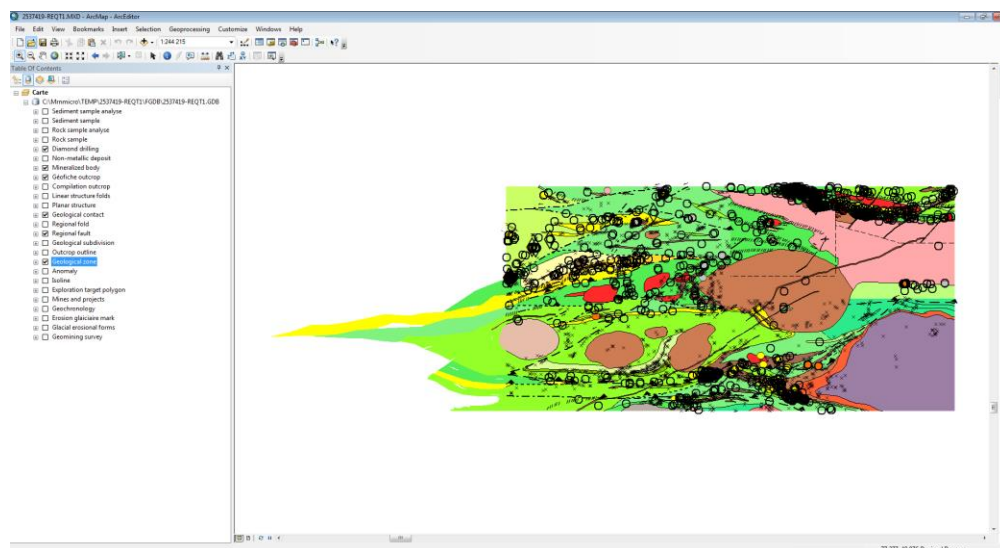 2537419-REQT1.MXD - ArcMap - ArcEditor
File Edit View Bookmarks Insert Selection Geoprocessing Customize Windows Help
1:244 215
Table Of Contents
Carte
C:\Mrnmicro\TEMP\2537419-REQT1\FGDB\2537419-REQT1.GDB
Sediment sample analyse
Sediment sample
Rock sample analyse
Rock sample
Diamond drilling
Non-metallic deposit
Mineralized body
Géofiche outcrop
Compilation outcrop
Linear structure folds
Planar structure
Geological contact
Regional fold
Regional fault
Geological subdivision
Outcrop outline
Geological zone
Anomaly
Isoline
Exploration target polygon
Mines and projects
Geochronology
Erosion glaciaire mark
Glacial erosional forms
Geomining survey